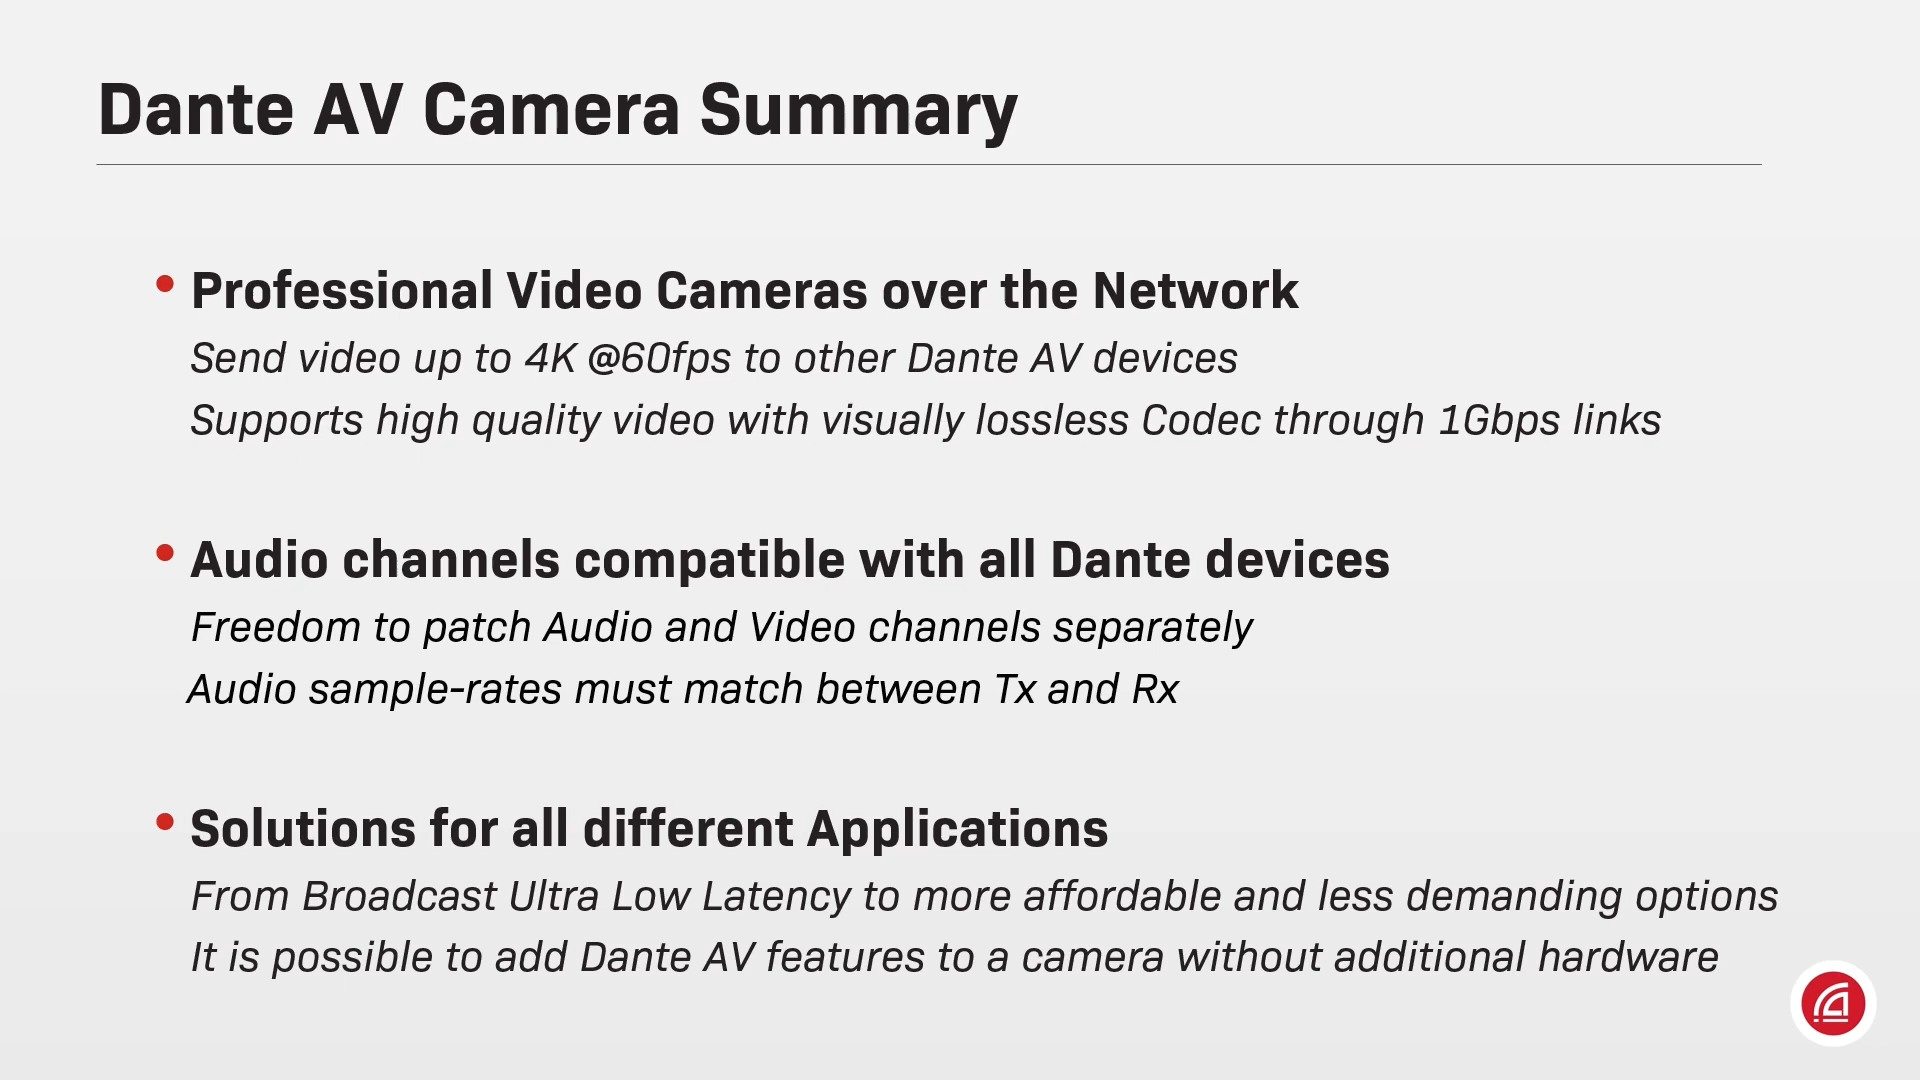 Dante AV Camera Summary
• Professional Video Cameras over the Network
Send video up to 4K @60fps to other Dante AV devices
Supports high quality video with visually lossless Codec through 1Gbps links
• Audio channels compatible with all Dante devices
Freedom to patch Audio and Video channels separately
Audio sample-rates must match between Tx and Rx
• Solutions for all different Applications
From Broadcast Ultra Low Latency to more affordable and less demanding options
It is possible to add Dante AV features to a camera without additional hardware